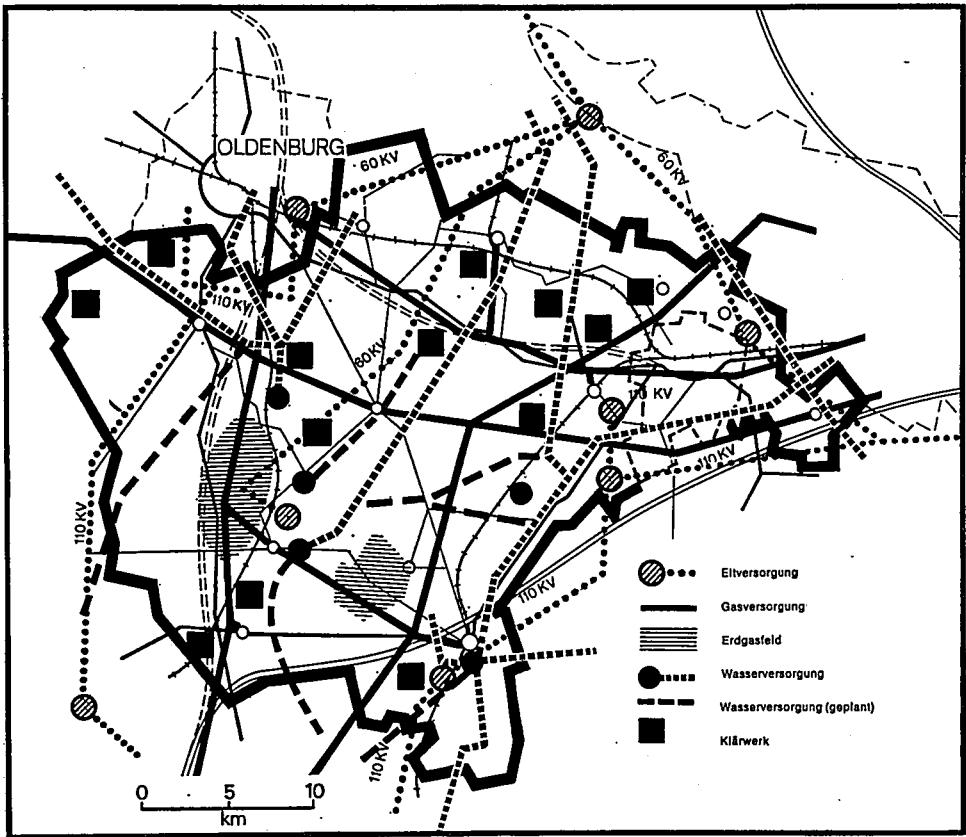 OLDENBURG
60 KV
60 KV
110 KV
60 KV
110 KV
110 KV
110 KV
110 KV
110 KV
Eltversorgung
Gasversorgung
Erdgasfeld
Wasserversorgung
Wasserversorgung (geplant)
Klärwerk
0 5 10
km